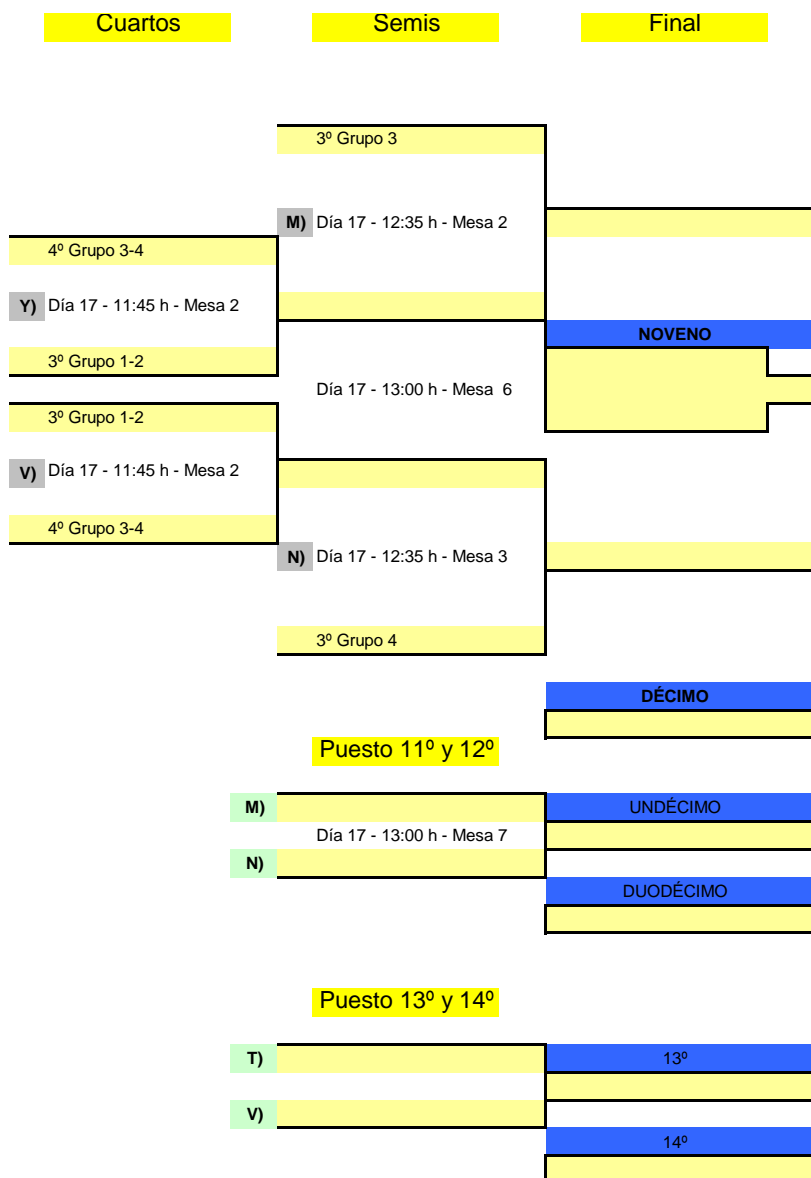 Cuartos Semis Final
3º Grupo 3
M) Día 17 - 12:35 h - Mesa 2
4º Grupo 3-4
Y) Día 17 - 11:45 h - Mesa 2
NOVENO
3º Grupo 1-2
Día 17 - 13:00 h - Mesa 6
3º Grupo 1-2
V) Día 17 - 11:45 h - Mesa 2
4º Grupo 3-4
N) Día 17 - 12:35 h - Mesa 3
3º Grupo 4
DÉCIMO
Puesto 11º y 12º
M) UNDÉCIMO
Día 17 - 13:00 h - Mesa 7
N)
DUODÉCIMO
Puesto 13º y 14º
T) 13º
V)
14º